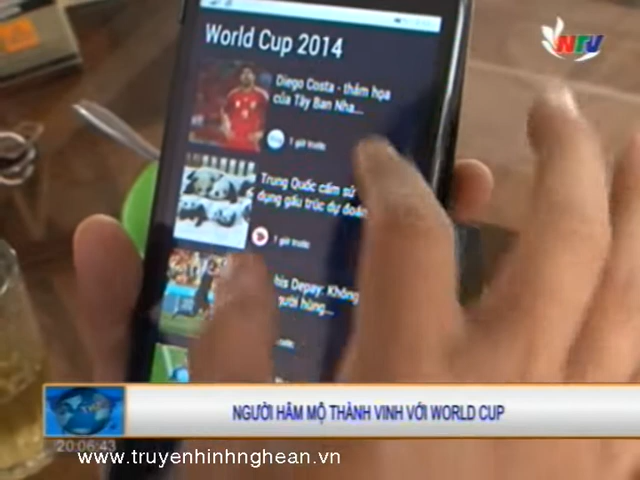 NTV
World Cup 2014
Diego Costa - thảm họa
của Tây Ban Nha...
1 giờ trước
Trung Quốc cấm sử
dụng gấu trúc dự đoán
1 giờ trước
his Depay: Không
người hùng...
NGƯỜI HÂM MỘ THÀNH VINH VỚI WORLD CUP
20:06:43
www.truyenhinhnghean.vn